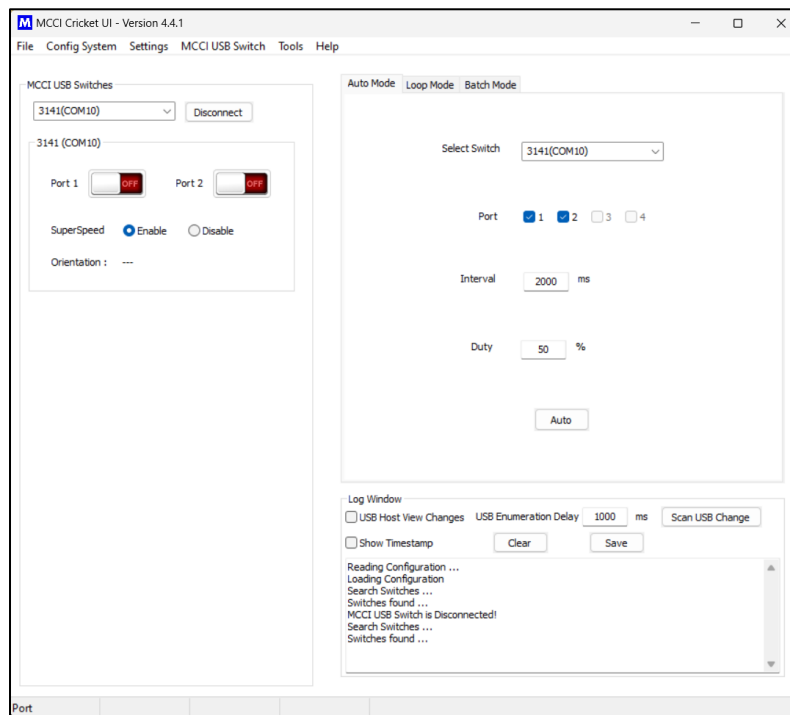 M MCCI Cricket UI - Version 4.4.1
File Config System Settings MCCI USB Switch Tools Help
MCCI USB Switches
3141(COM10) Disconnect
3141 (COM10)
Port 1 OFF Port 2 OFF
SuperSpeed Enable Disable
Orientation : ---
Auto Mode Loop Mode Batch Mode
Select Switch 3141(COM10)
Port 1 2 3 4
Interval 2000 ms
Duty 50 %
Auto
Log Window
USB Host View Changes USB Enumeration Delay 1000 ms Scan USB Change
Show Timestamp Clear Save
Reading Configuration ...
Loading Configuration
Search Switches ...
Switches found ...
MCCI USB Switch is Disconnected!
Search Switches ...
Switches found ...
Port